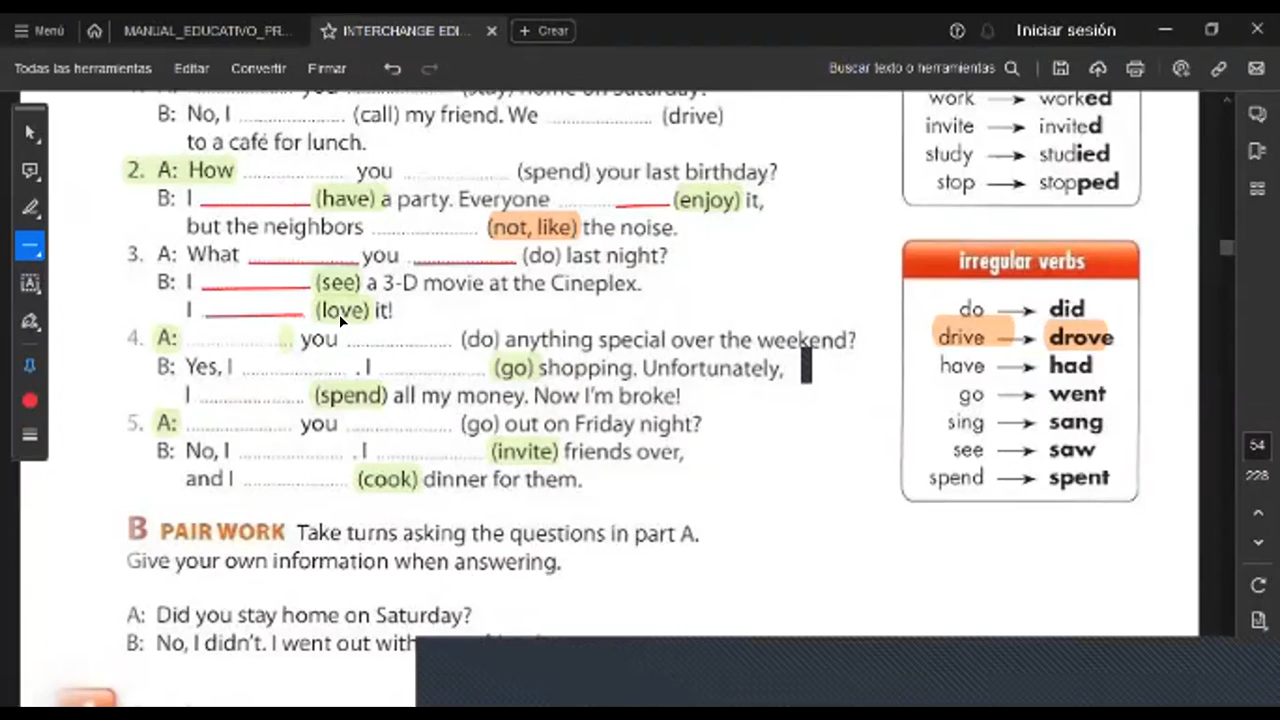 Menú MANUAL_EDUCATIVO_PR... INTERCHANGE EDI... Crear Iniciar sesión
Todas las herramientas Editar Convertir Firmar Buscar texto o herramientas
you (stay) home on Saturday?
B: No, I (call) my friend. We (drive)
to a café for lunch.
2. A: How you (spend) your last birthday?
B: I (have) a party. Everyone (enjoy) it,
but the neighbors (not, like) the noise.
3. A: What you (do) last night?
B: I (see) a 3-D movie at the Cineplex.
I (love) it!
4. A: you (do) anything special over the weekend?
B: Yes, I . I (go) shopping. Unfortunately,
I (spend) all my money. Now I'm broke!
5. A: you (go) out on Friday night?
B: No, I . I (invite) friends over,
and I (cook) dinner for them.
B PAIR WORK Take turns asking the questions in part A.
Give your own information when answering.
A: Did you stay home on Saturday?
B: No, I didn't. I went out with
work → worked
invite → invited
study → studied
stop → stopped
irregular verbs
do → did
drive → drove
have → had
go → went
sing → sang
see → saw
spend → spent
54
228